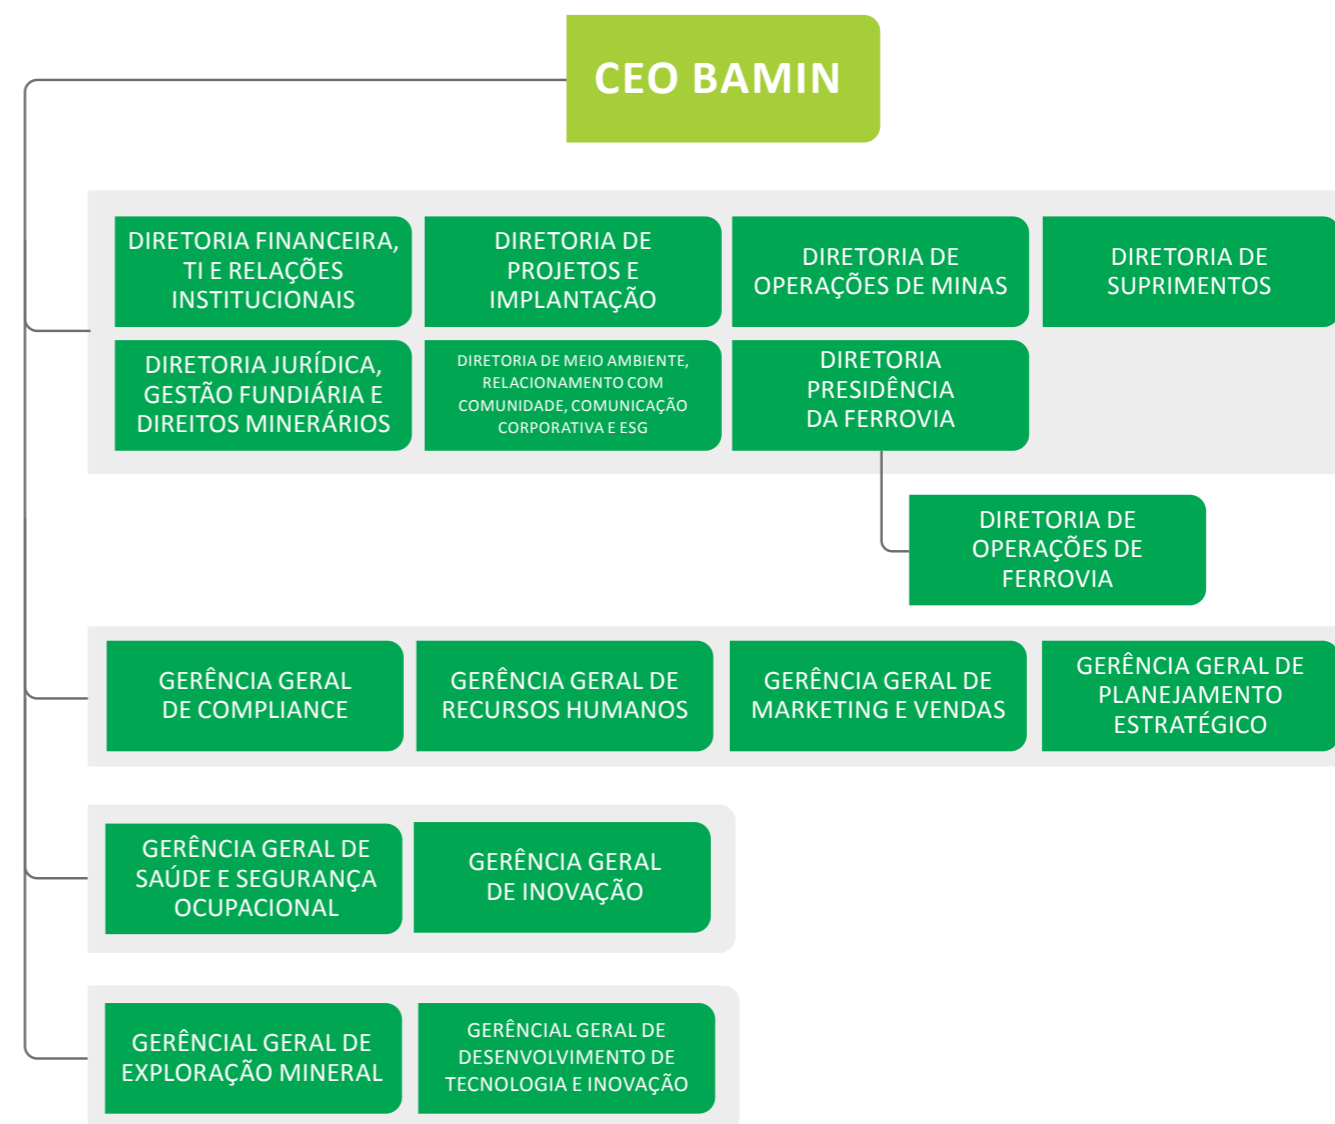 CEO BAMIN
DIRETORIA FINANCEIRA,
TI E RELAÇÕES
INSTITUCIONAIS
DIRETORIA DE
PROJETOS E
IMPLANTAÇÃO
DIRETORIA DE
OPERAÇÕES DE MINAS
DIRETORIA DE
SUPRIMENTOS
DIRETORIA JURÍDICA,
GESTÃO FUNDIÁRIA E
DIREITOS MINERÁRIOS
DIRETORIA DE MEIO AMBIENTE,
RELACIONAMENTO COM
COMUNIDADE, COMUNICAÇÃO
CORPORATIVA E ESG
DIRETORIA
PRESIDÊNCIA
DA FERROVIA
DIRETORIA DE
OPERAÇÕES DE
FERROVIA
GERÊNCIA GERAL
DE COMPLIANCE
GERÊNCIA GERAL DE
RECURSOS HUMANOS
GERÊNCIA GERAL DE
MARKETING E VENDAS
GERÊNCIA GERAL DE
PLANEJAMENTO
ESTRATÉGICO
GERÊNCIA GERAL DE
SAÚDE E SEGURANÇA
OCUPACIONAL
GERÊNCIA GERAL
DE INOVAÇÃO
GERÊNCIAL GERAL DE
EXPLORAÇÃO MINERAL
GERÊNCIAL GERAL DE
DESENVOLVIMENTO DE
TECNOLOGIA E INOVAÇÃO